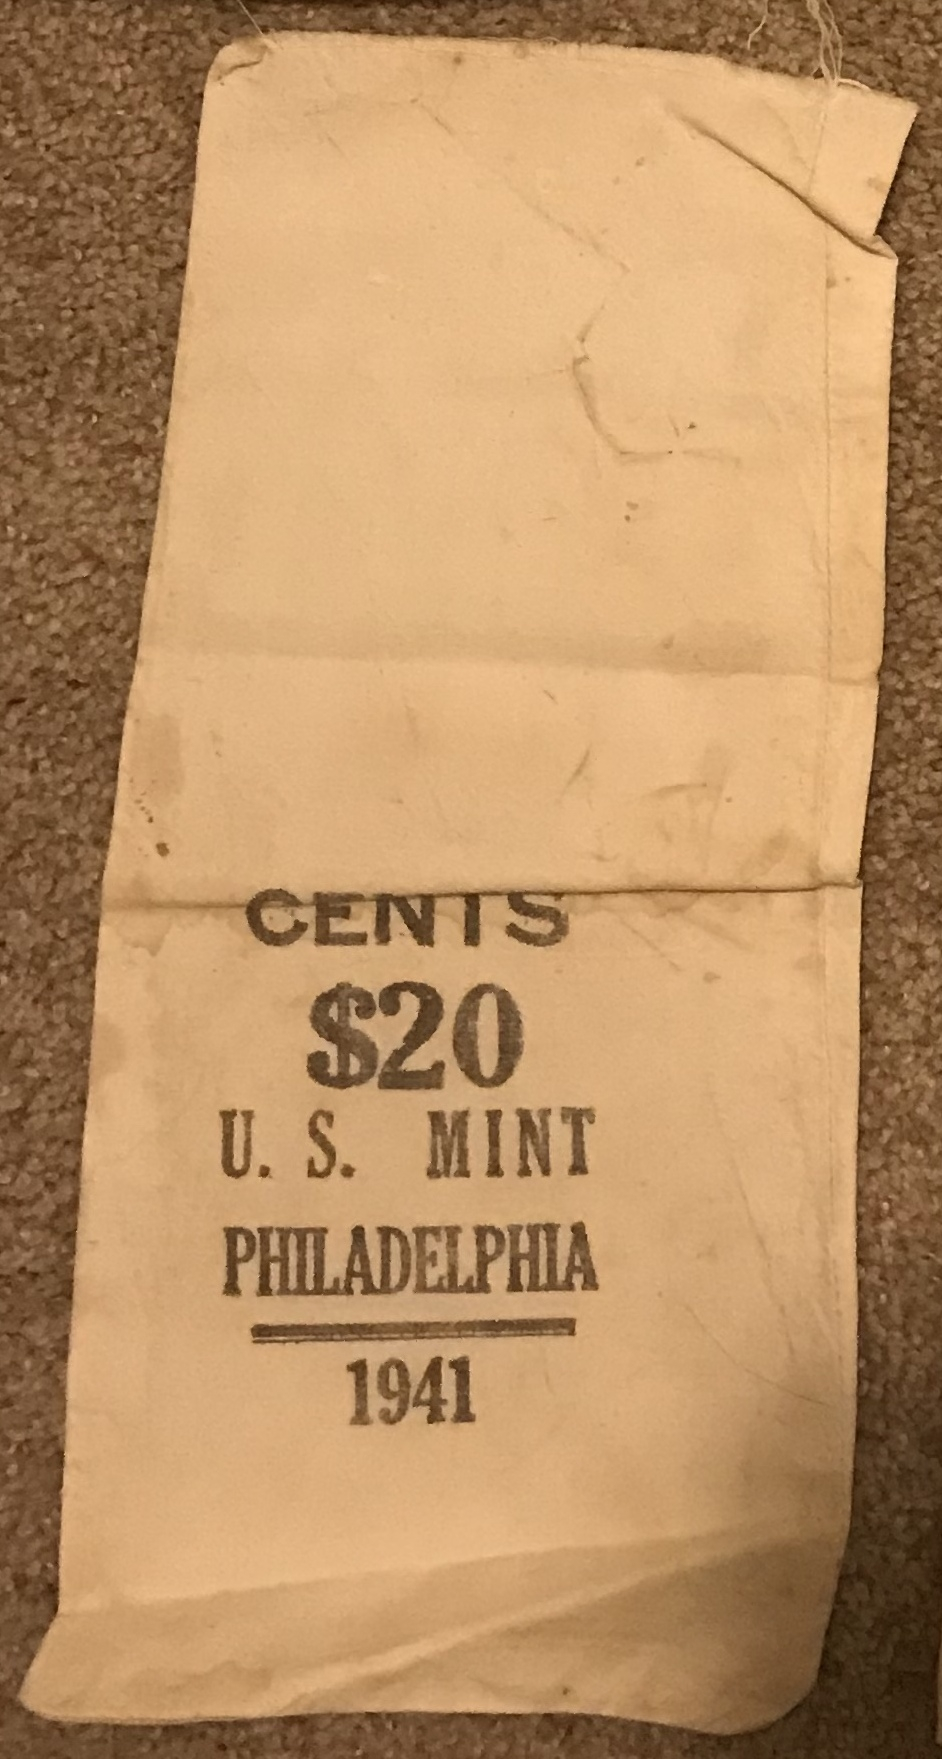 CENTS
$20
U. S. MINT
PHILADELPHIA
1941